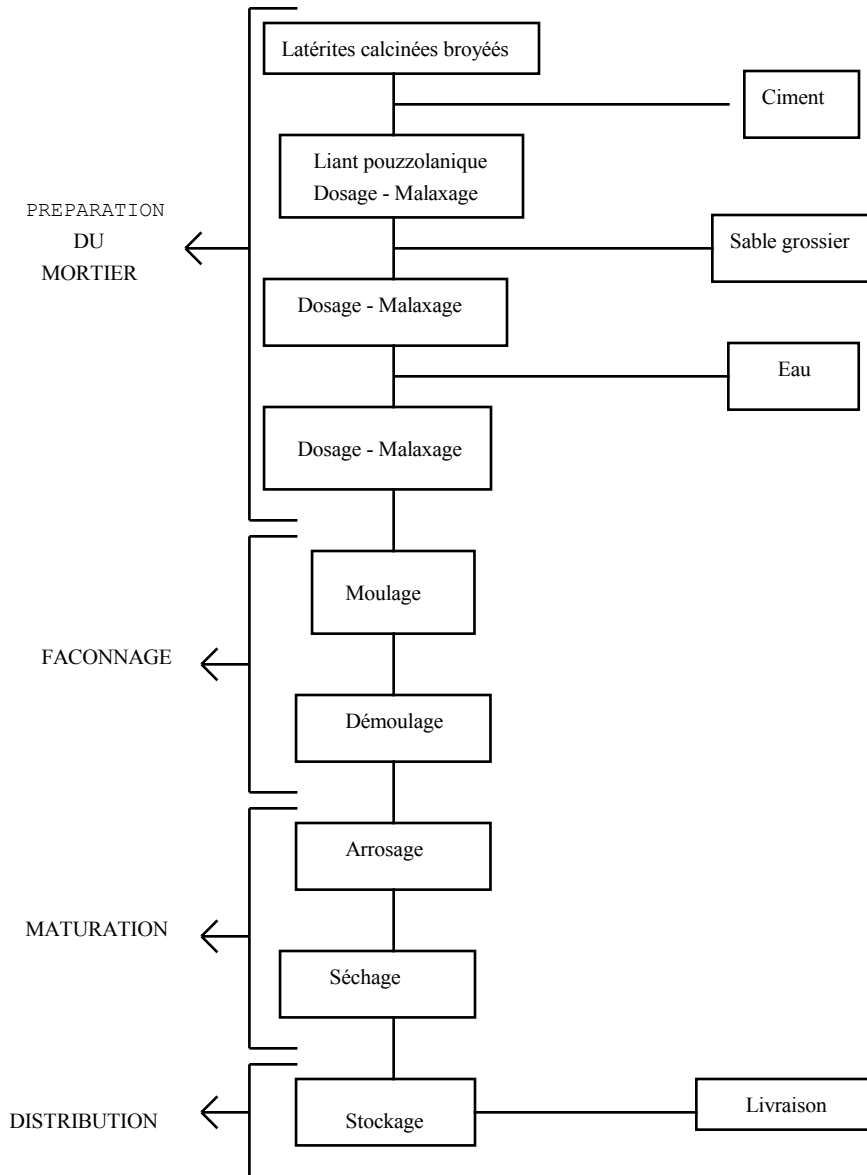 Latérites calcinées broyéés
Ciment
Liant pouzzolanique
Dosage - Malaxage
PREPARATION
DU
MORTIER
Sable grossier
Dosage - Malaxage
Eau
Dosage - Malaxage
Moulage
FACONNAGE
Démoulage
Arrosage
MATURATION
Séchage
DISTRIBUTION
Stockage
Livraison